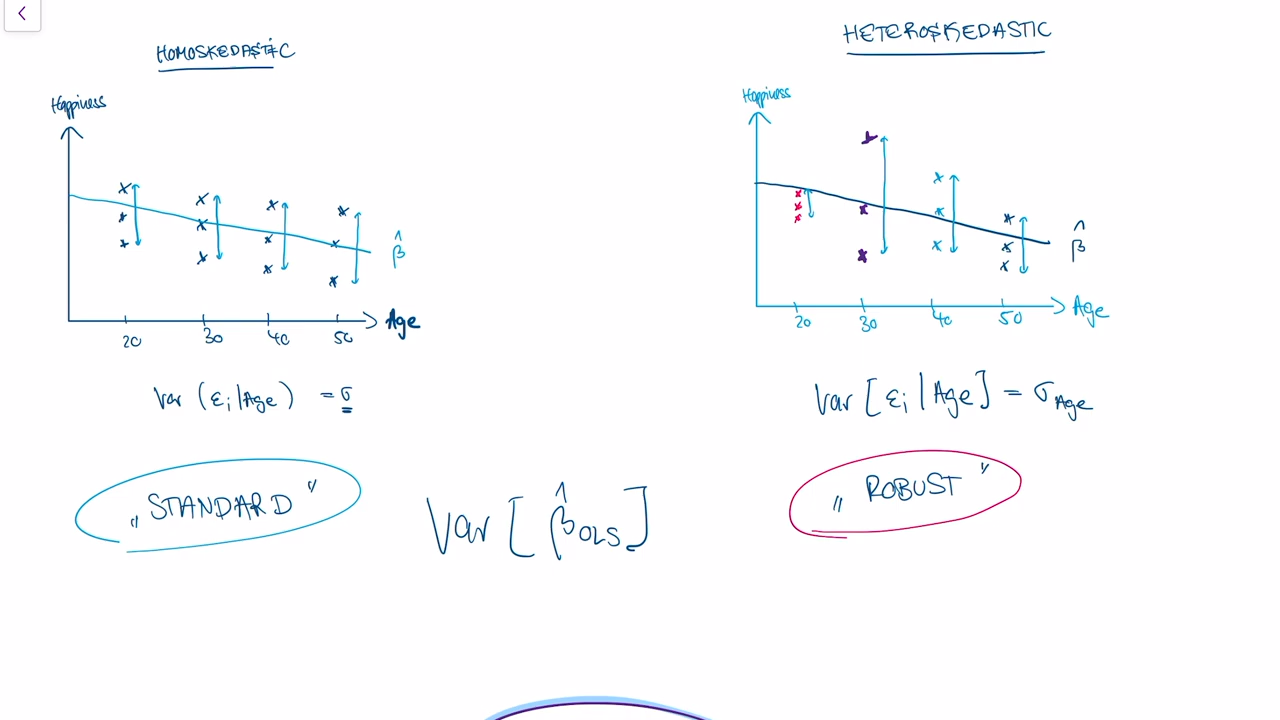 HOMOSKEDASTIC
Happiness
β̂
20 30 40 50 Age
Var (εᵢ|Age) = σ
„STANDARD"
Var [β̂OLS]
HETEROSKEDASTIC
Happiness
β̂
20 30 40 50 Age
Var [εᵢ | Age] = σAge
„ROBUST"